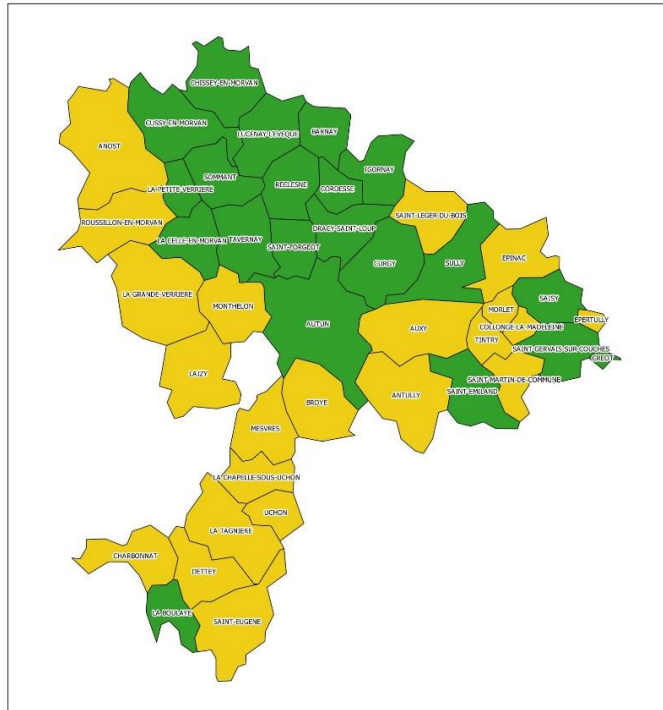 CHISSEY-EN-MORVAN
CUSSY-EN-MORVAN
LUCENAY-L'EVEQUE
BARNAY
ANOST
IGORNAY
SOMMANT
RECLESNE
CORDESSE
LA PETITE-VERRIERE
SAINT-LEGER-DU-BOIS
ROUSSILLON-EN-MORVAN
DRACY-SAINT-LOUP
LA CELLE-EN-MORVAN
TAVERNAY
SAINT-FORGEOT
CURGY
SULLY
EPINAC
LA GRANDE-VERRIERE
SAISY
MONTHELON
MORLET
EPERTULLY
AUTUN
AUXY
COLLONGE-LA-MADELEINE
TINTRY
SAINT-GERVAIS-SUR-COUCHES
CREOT
LAIZY
SAINT-MARTIN-DE-COMMUNE
SAINT-EMILAND
ANTULLY
BROYE
MESVRES
LA CHAPELLE-SOUS-UCHON
UCHON
LA TAGNIERE
CHARBONNAT
DETTEY
LA BOULAYE
SAINT-EUGENE